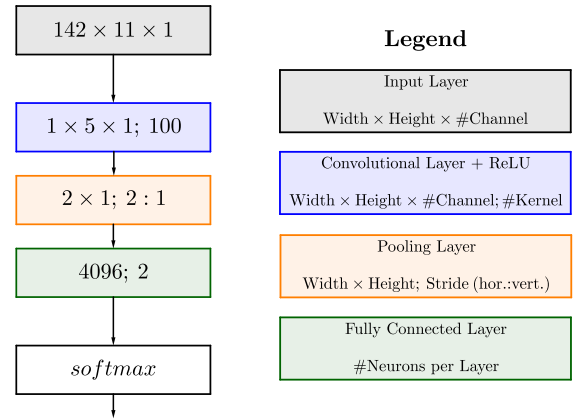 142 × 11 × 1
1 × 5 × 1; 100
2 × 1; 2 : 1
4096; 2
softmax
Legend
Input Layer
Width × Height × #Channel
Convolutional Layer + ReLU
Width × Height × #Channel; #Kernel
Pooling Layer
Width × Height; Stride (hor.:vert.)
Fully Connected Layer
#Neurons per Layer